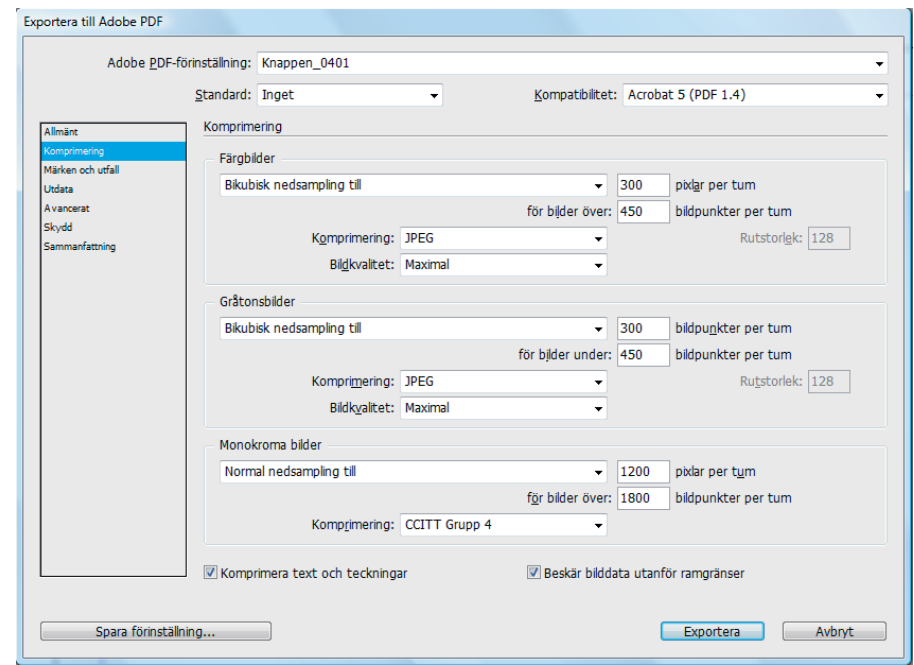 Exportera till Adobe PDF
Adobe PDF-förinställning: Knappen_0401
Standard: Inget Kompatibilitet: Acrobat 5 (PDF 1.4)
Allmänt
Komprimering
Märken och utfall
Utdata
Avancerat
Skydd
Sammanfattning
Komprimering
Färgbilder
Bikubisk nedsampling till 300 pixlar per tum
för bilder över: 450 bildpunkter per tum
Komprimering: JPEG Rutstorlek: 128
Bildkvalitet: Maximal
Gråtonsbilder
Bikubisk nedsampling till 300 bildpunkter per tum
för bilder under: 450 bildpunkter per tum
Komprimering: JPEG Rutstorlek: 128
Bildkvalitet: Maximal
Monokroma bilder
Normal nedsampling till 1200 pixlar per tum
för bilder över: 1800 bildpunkter per tum
Komprimering: CCITT Grupp 4
Komprimera text och teckningar Beskär bilddata utanför ramgränser
Spara förinställning... Exportera Avbryt